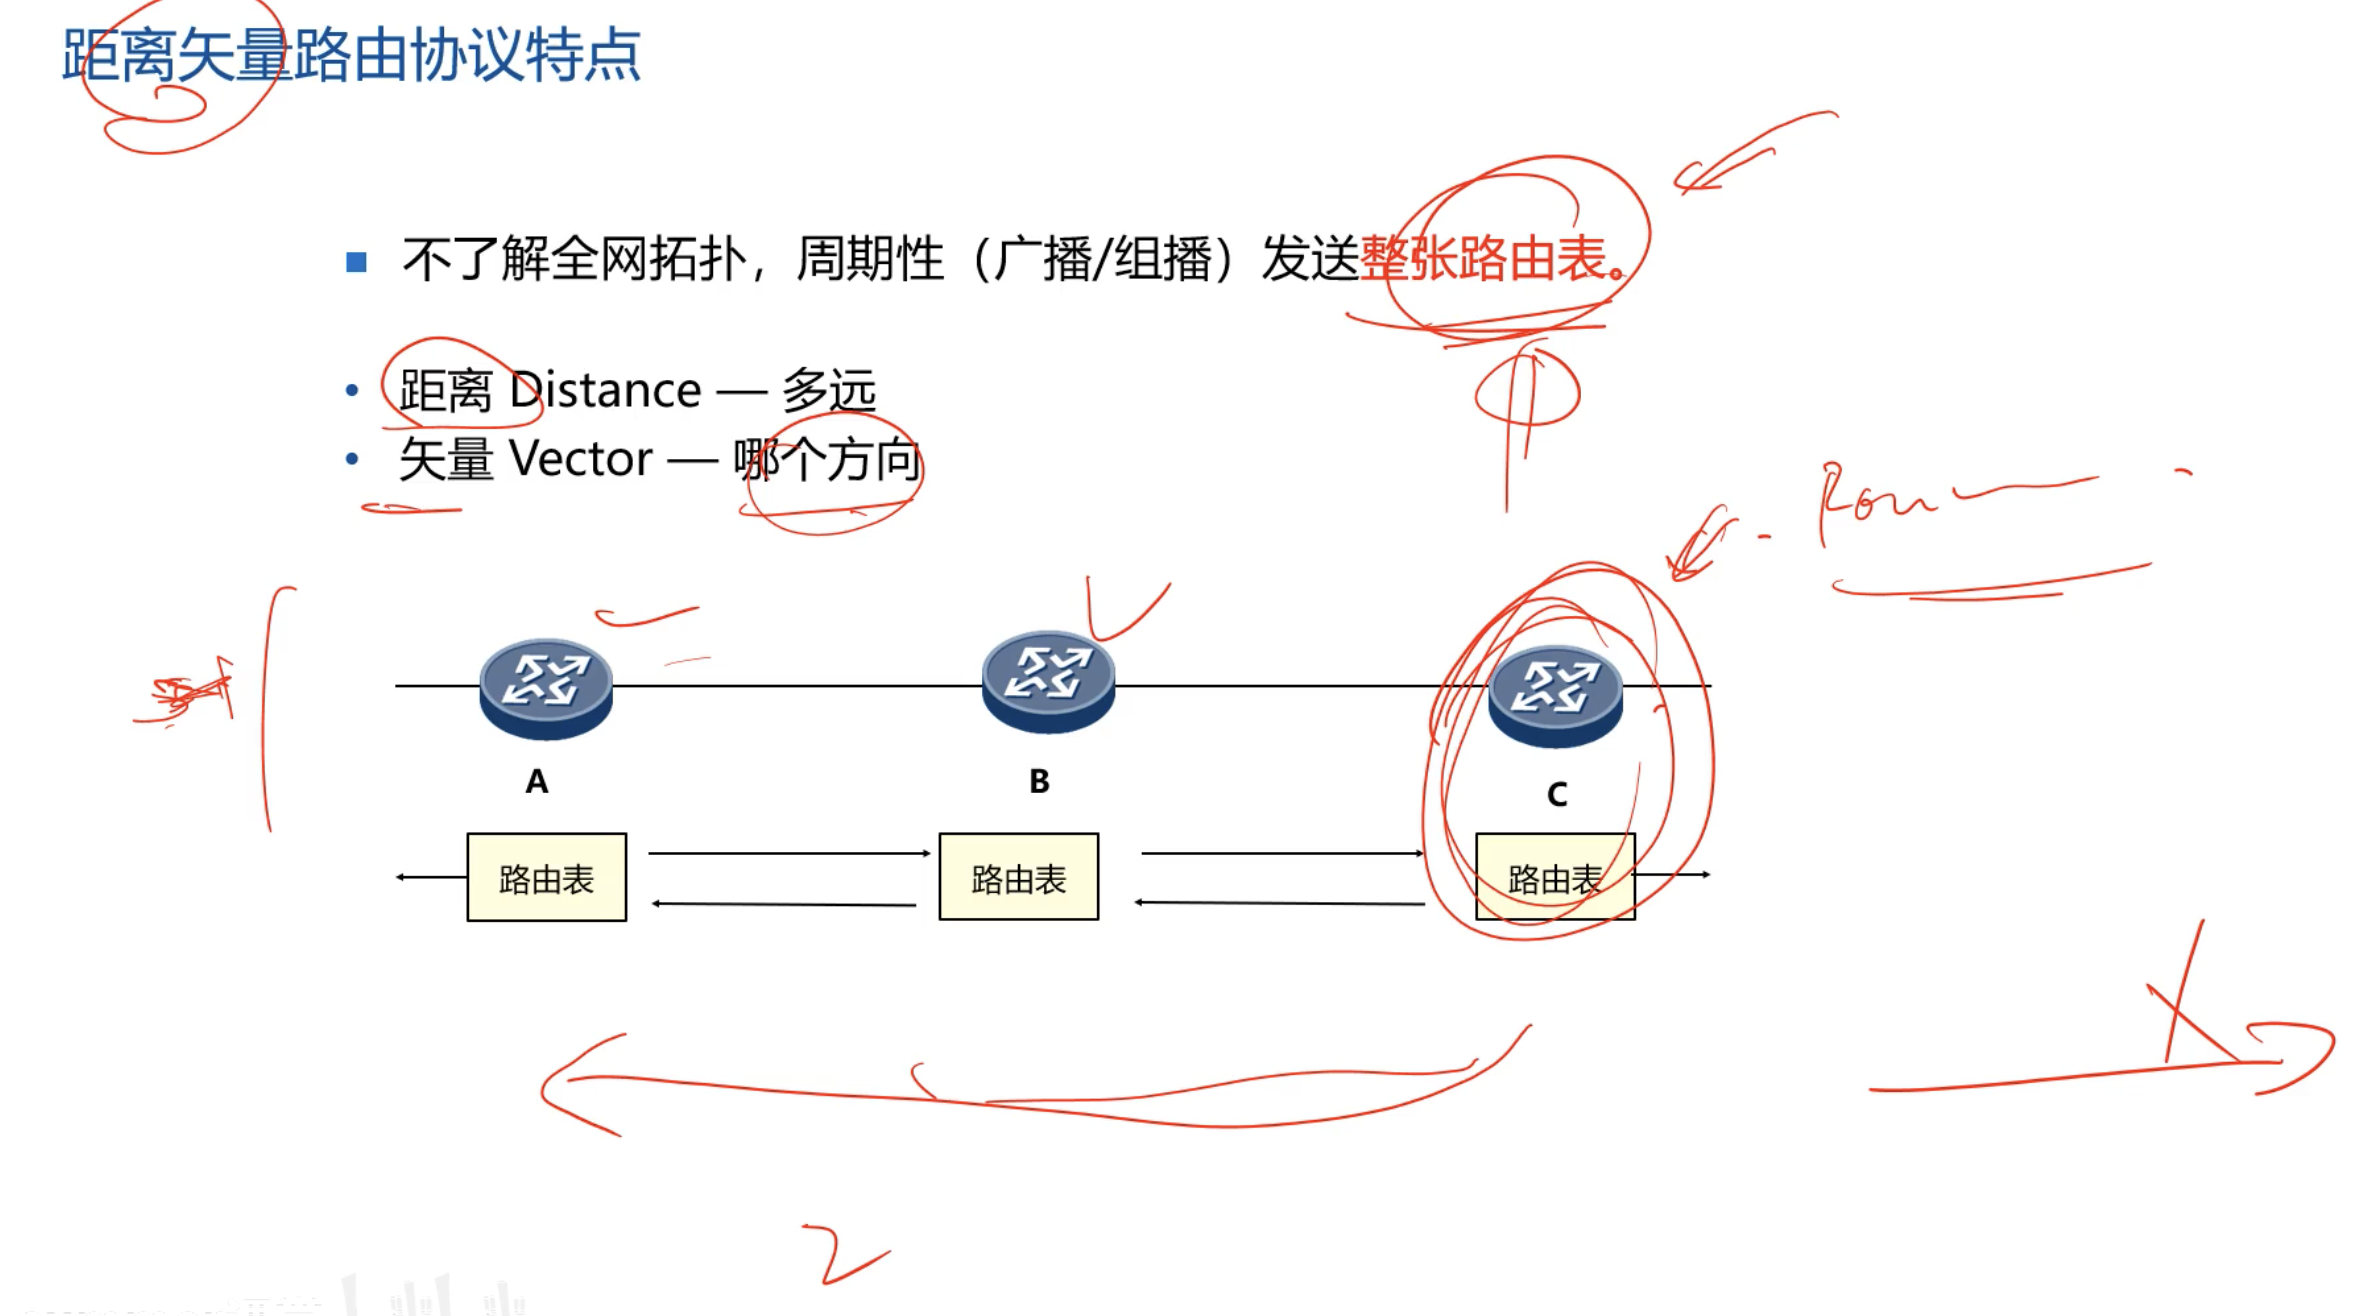 距离矢量路由协议特点
■ 不了解全网拓扑，周期性（广播/组播）发送整张路由表。
• 距离 Distance — 多远
• 矢量 Vector — 哪个方向
A B C
路由表 路由表 路由表
2